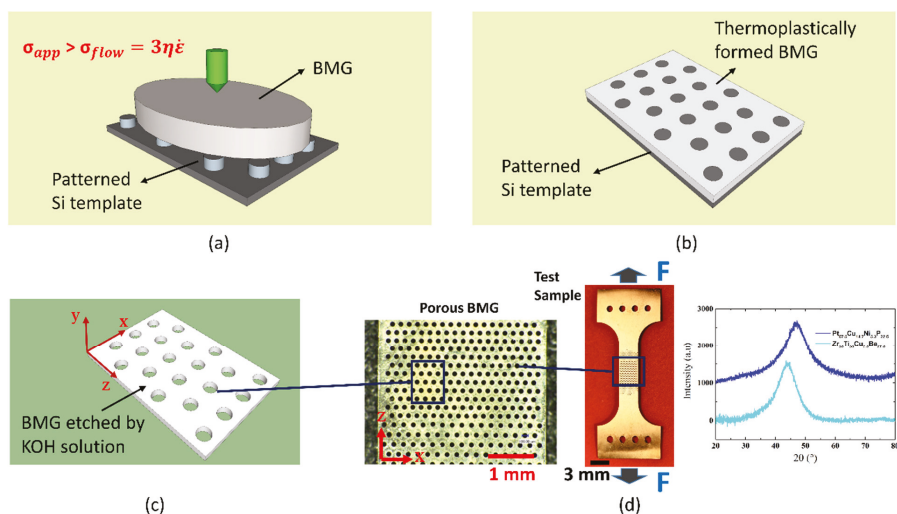 σapp > σflow = 3ηε̇
BMG
Patterned
Si template
(a)
Thermoplastically
formed BMG
Patterned
Si template
(b)
y
x
z
BMG etched by
KOH solution
(c)
Porous BMG
z
x
1 mm
Test
Sample
F
3 mm
F
(d)
Intensity (a.u)
3000
2000
1000
0
20
30
40
50
60
70
80
2θ (°)